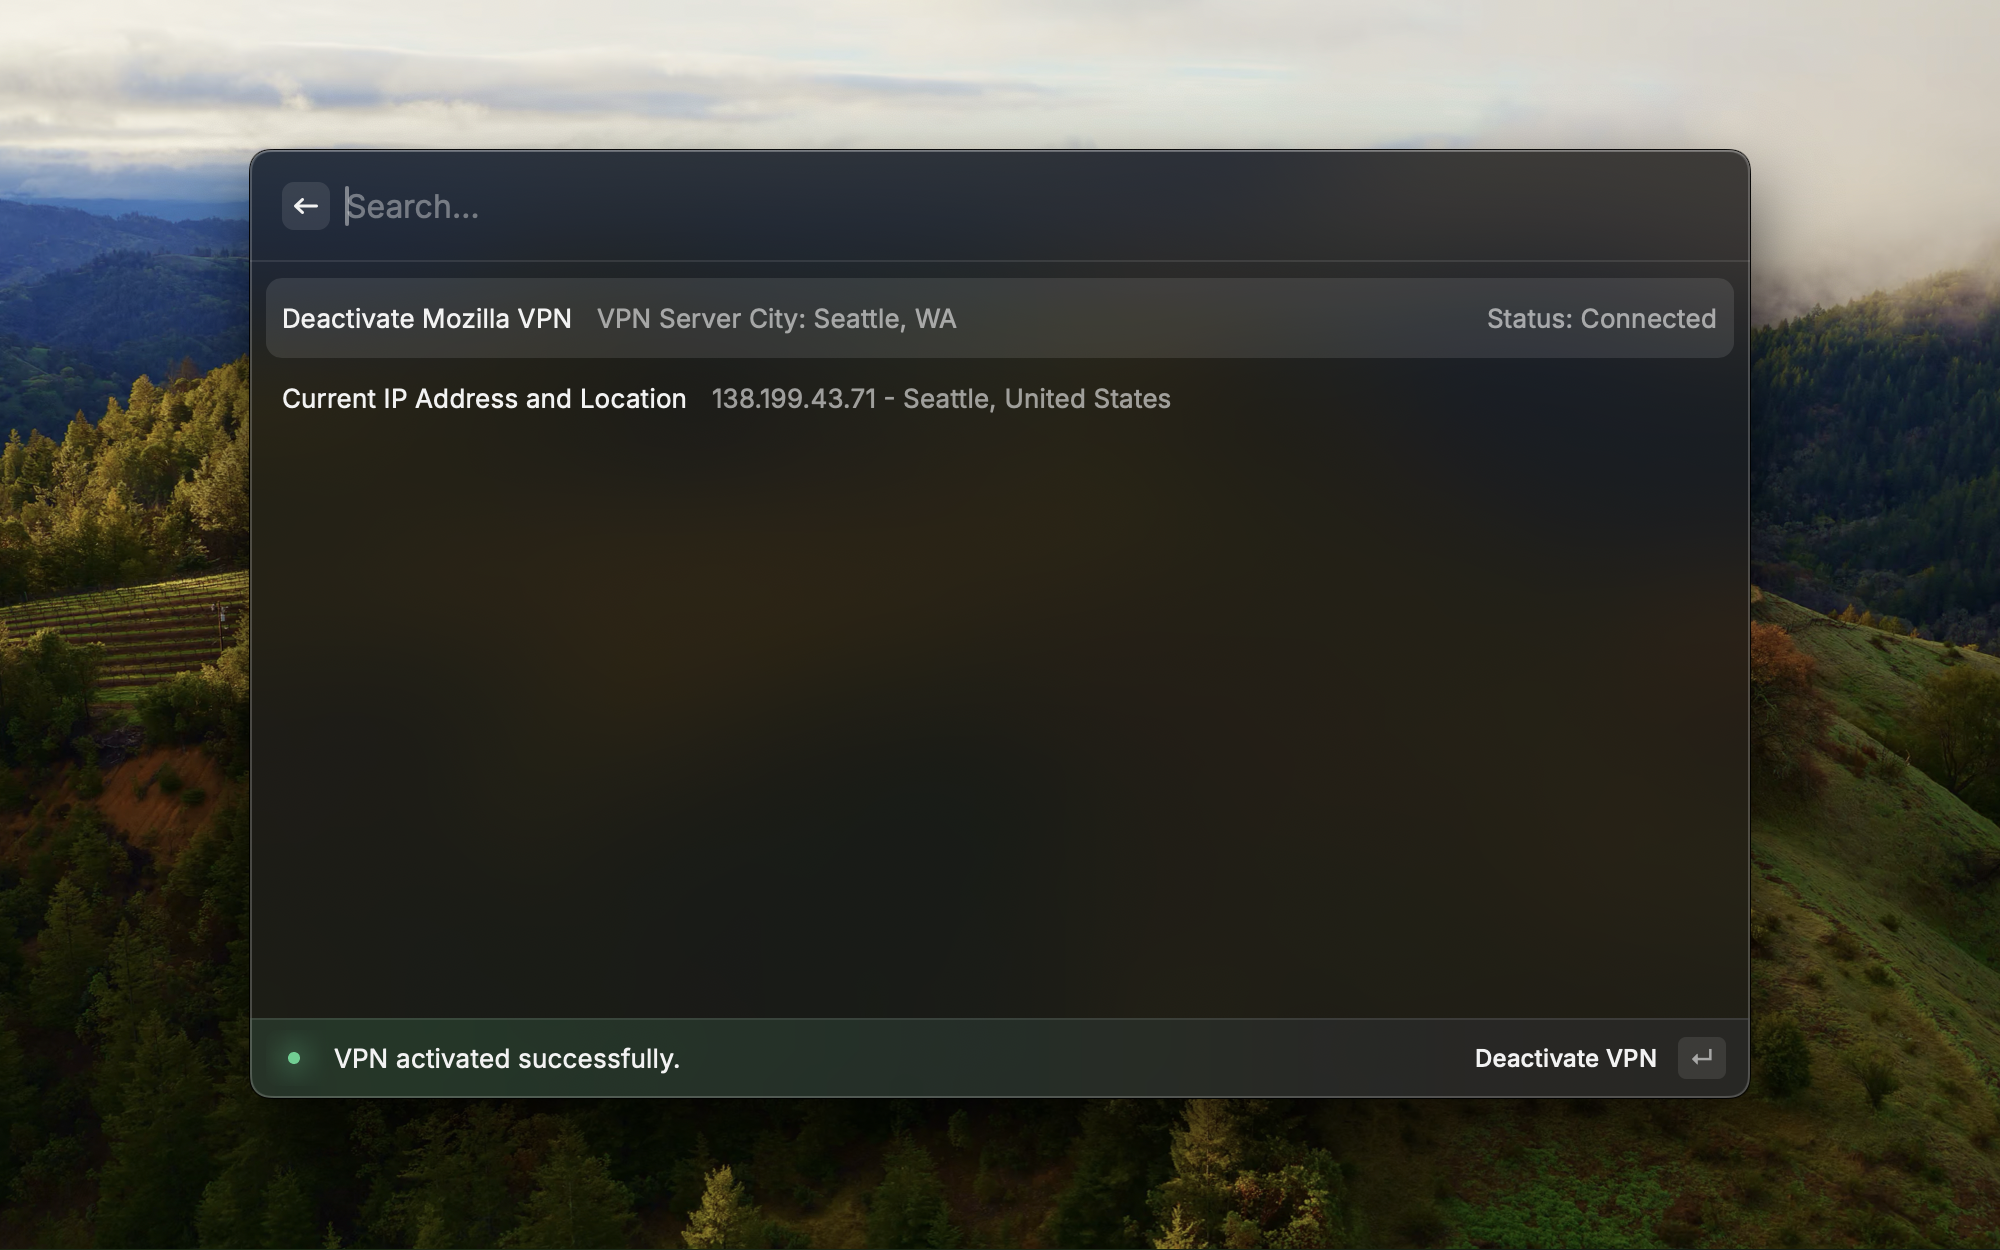 Search...
Deactivate Mozilla VPN VPN Server City: Seattle, WA Status: Connected
Current IP Address and Location 138.199.43.71 - Seattle, United States
VPN activated successfully. Deactivate VPN